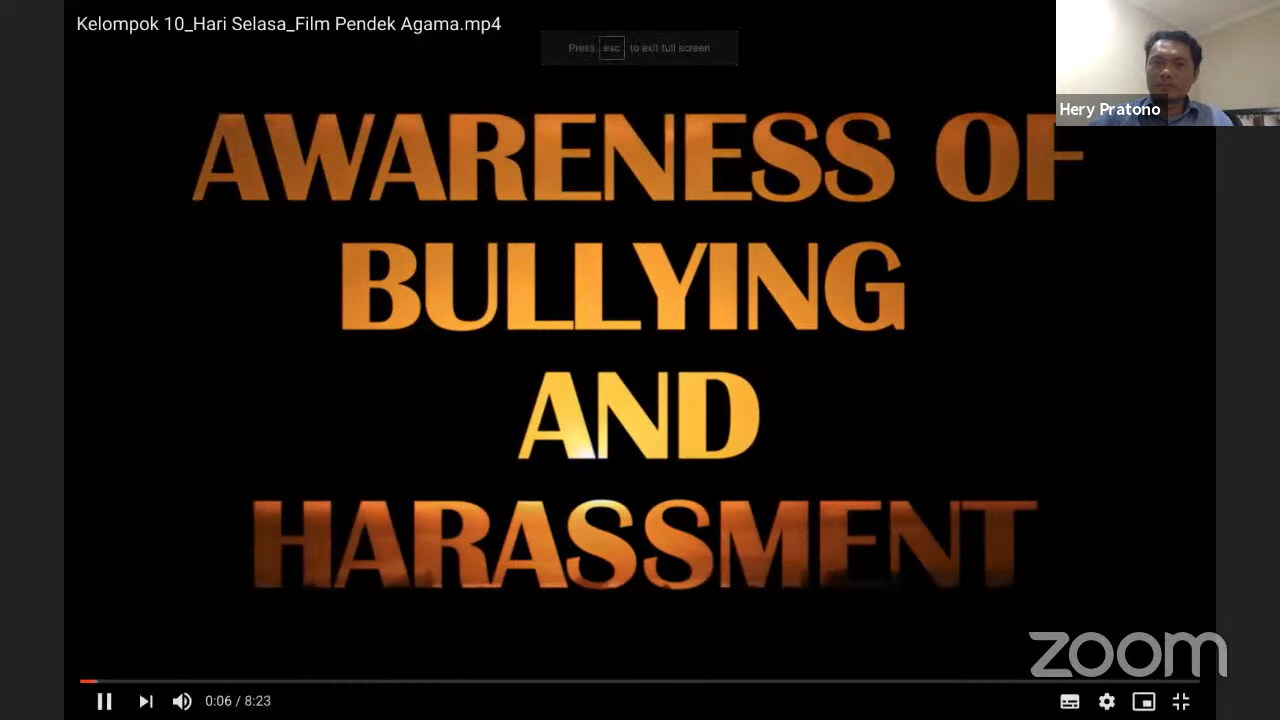 Kelompok 10_Hari Selasa_Film Pendek Agama.mp4
Press esc to exit full screen
Hery Pratono
AWARENESS OF
BULLYING
AND
HARASSMENT
zoom
0:06 / 8:23